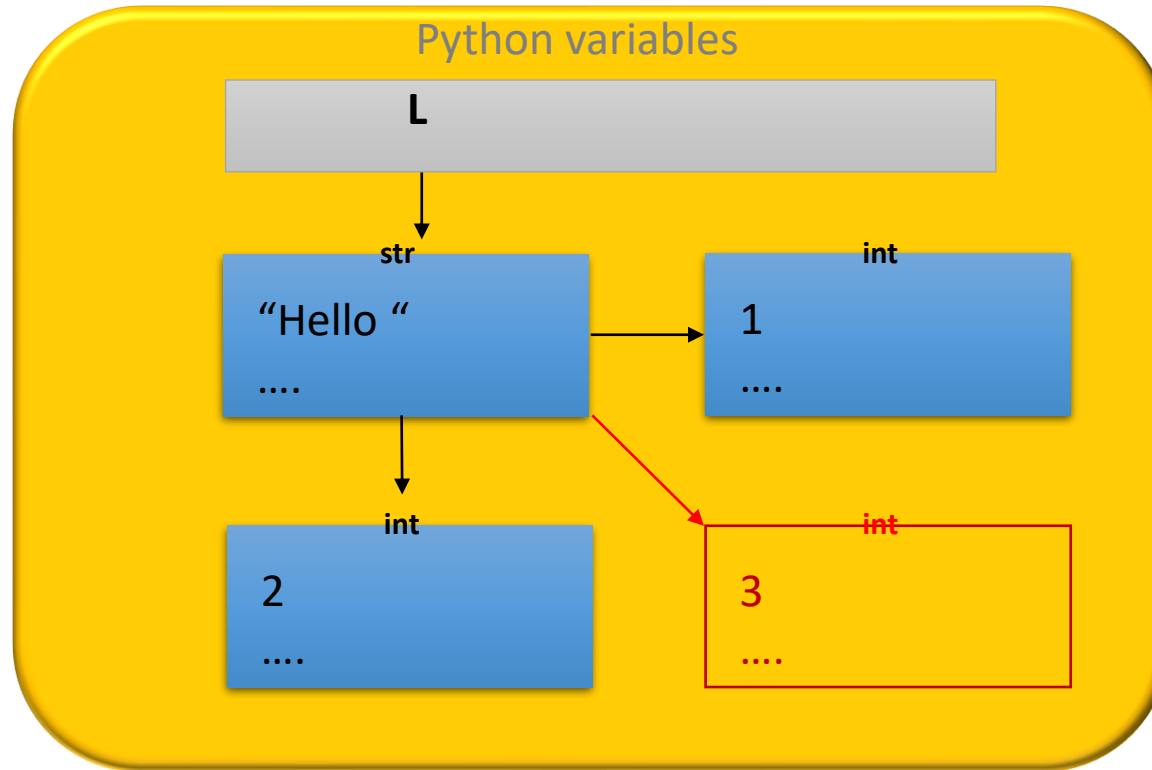 Python variables
L
str
“Hello “
....
int
1
....
int
2
....
int
3
....